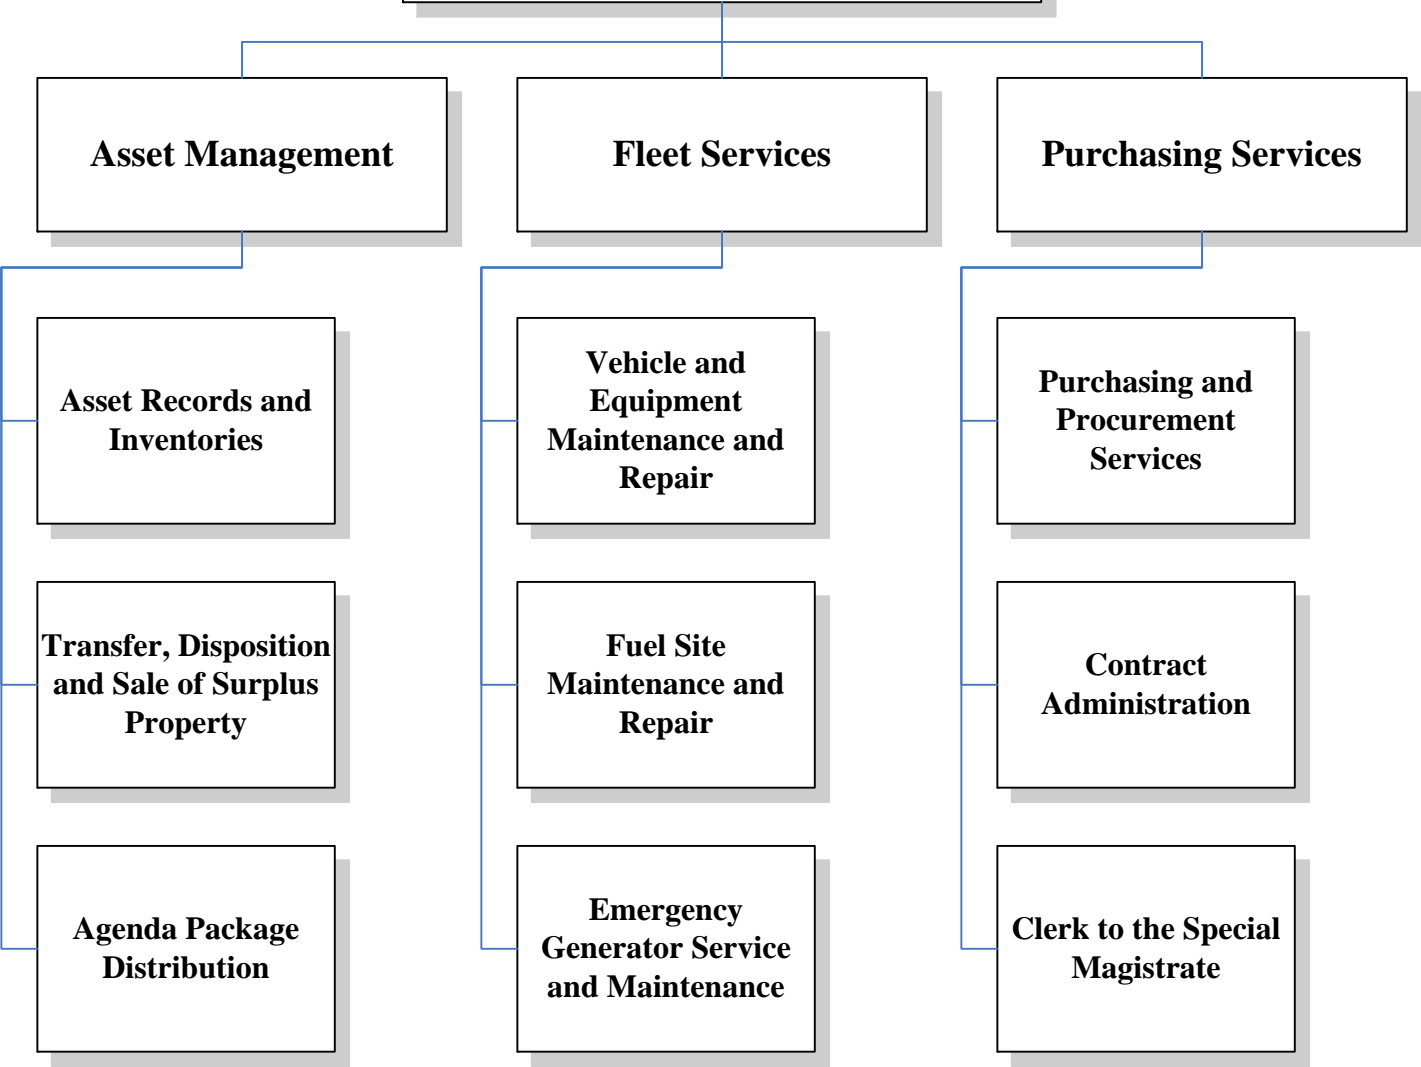 Asset Management
Fleet Services
Purchasing Services
Asset Records and
Inventories
Vehicle and
Equipment
Maintenance and
Repair
Purchasing and
Procurement
Services
Transfer, Disposition
and Sale of Surplus
Property
Fuel Site
Maintenance and
Repair
Contract
Administration
Agenda Package
Distribution
Emergency
Generator Service
and Maintenance
Clerk to the Special
Magistrate